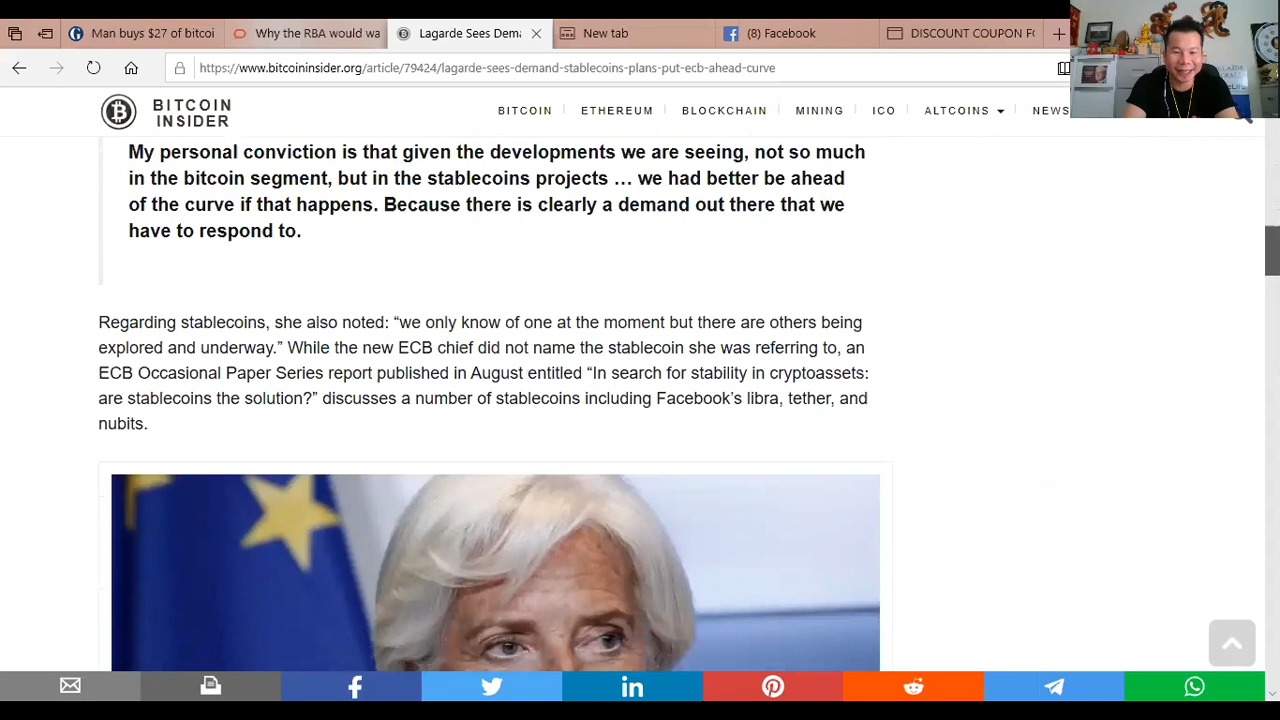 Man buys $27 of bitcoi
Why the RBA would wa
Lagarde Sees Dema
New tab
(8) Facebook
DISCOUNT COUPON FO
https://www.bitcoininsider.org/article/79424/lagarde-sees-demand-stablecoins-plans-put-ecb-ahead-curve
BITCOIN
INSIDER
BITCOIN
ETHEREUM
BLOCKCHAIN
MINING
ICO
ALTCOINS
NEWS
My personal conviction is that given the developments we are seeing, not so much
in the bitcoin segment, but in the stablecoins projects … we had better be ahead
of the curve if that happens. Because there is clearly a demand out there that we
have to respond to.
Regarding stablecoins, she also noted: “we only know of one at the moment but there are others being
explored and underway.” While the new ECB chief did not name the stablecoin she was referring to, an
ECB Occasional Paper Series report published in August entitled “In search for stability in cryptoassets:
are stablecoins the solution?” discusses a number of stablecoins including Facebook’s libra, tether, and
nubits.